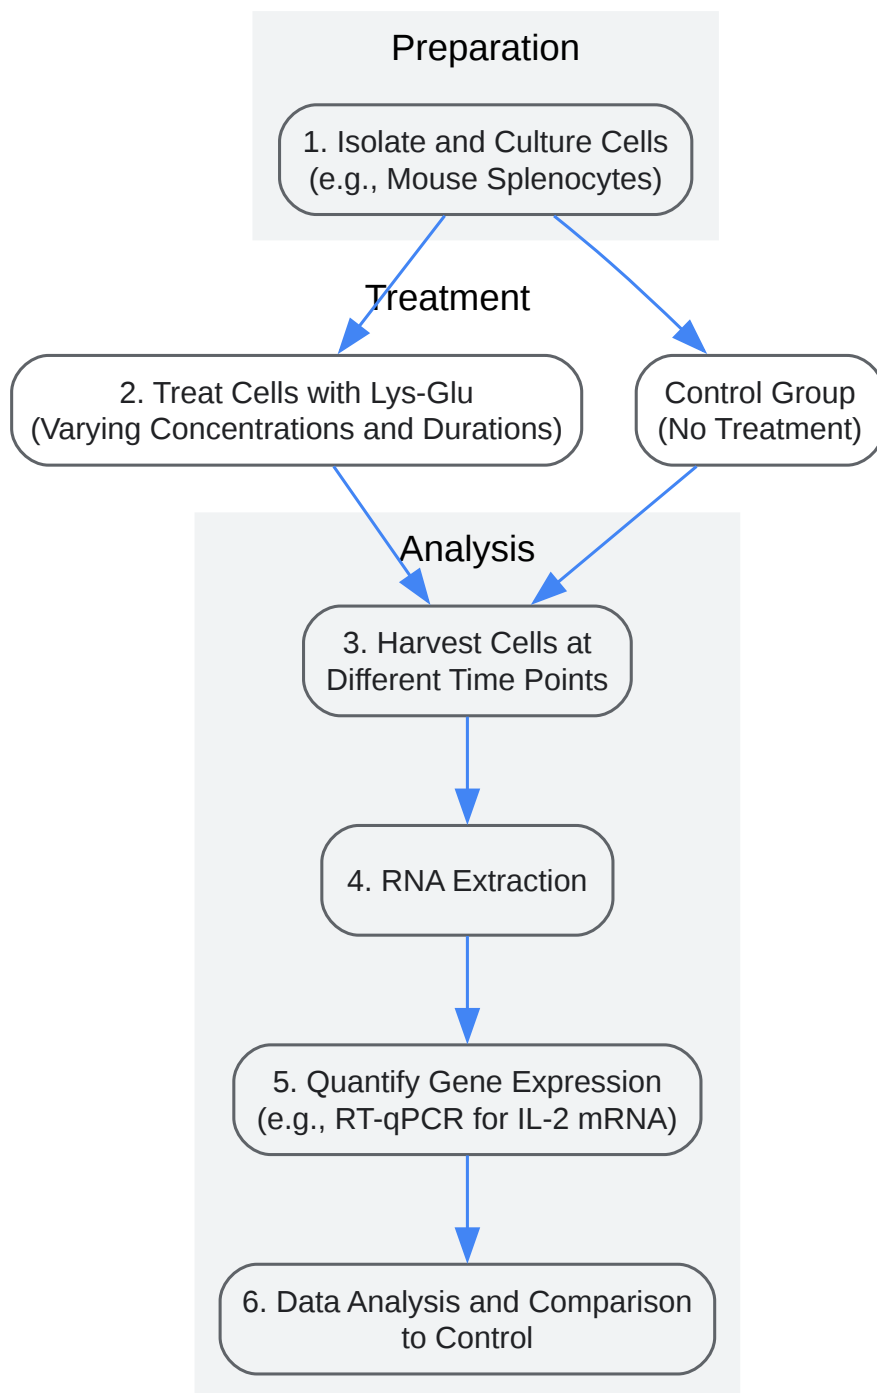 Preparation
1. Isolate and Culture Cells
(e.g., Mouse Splenocytes)
Treatment
2. Treat Cells with Lys-Glu
(Varying Concentrations and Durations)
Control Group
(No Treatment)
Analysis
3. Harvest Cells at
Different Time Points
4. RNA Extraction
5. Quantify Gene Expression
(e.g., RT-qPCR for IL-2 mRNA)
6. Data Analysis and Comparison
to Control